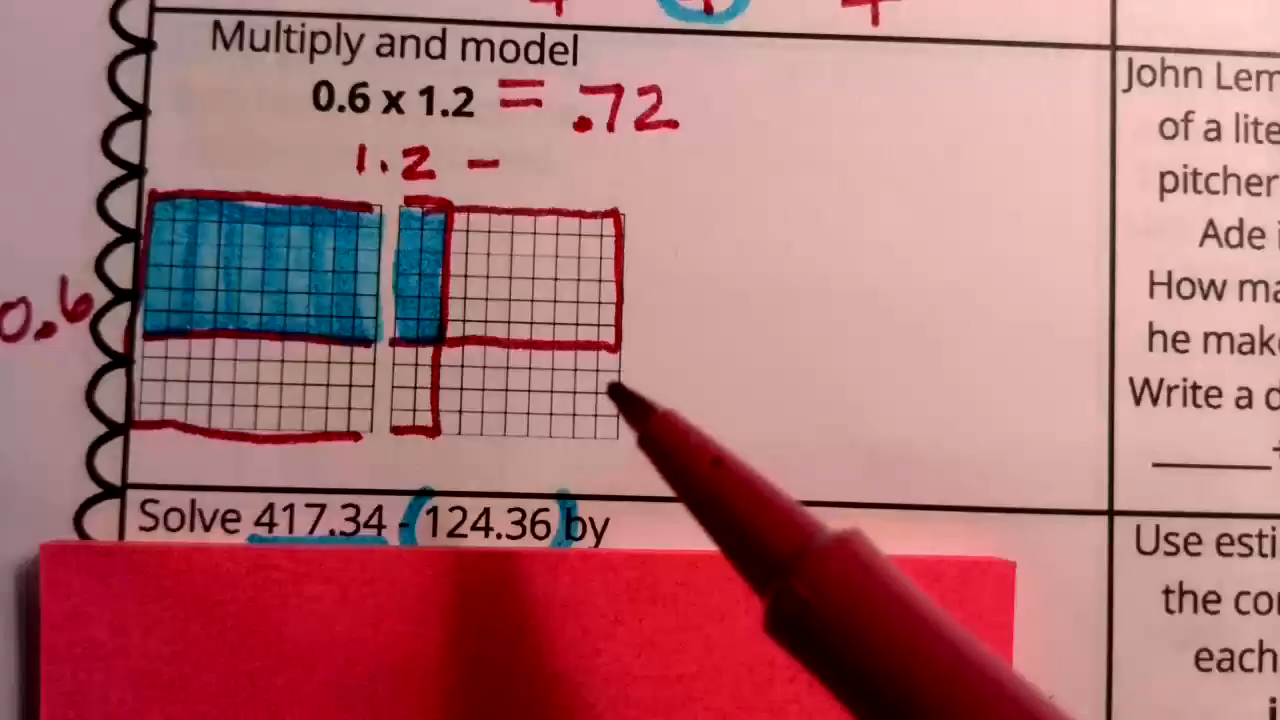 Multiply and model
0.6 x 1.2 = .72
1.2 -
0.6
Solve 417.34 - (124.36) by
John Lem
of a lite
pitcher
Ade
How ma
he make
Write a
Use esti
the co
each